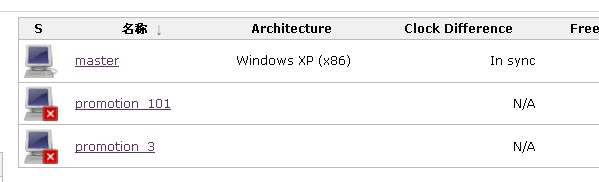 S 名称 ↓ Architecture Clock Difference Free
master Windows XP (x86) In sync
promotion_101 N/A
promotion_3 N/A